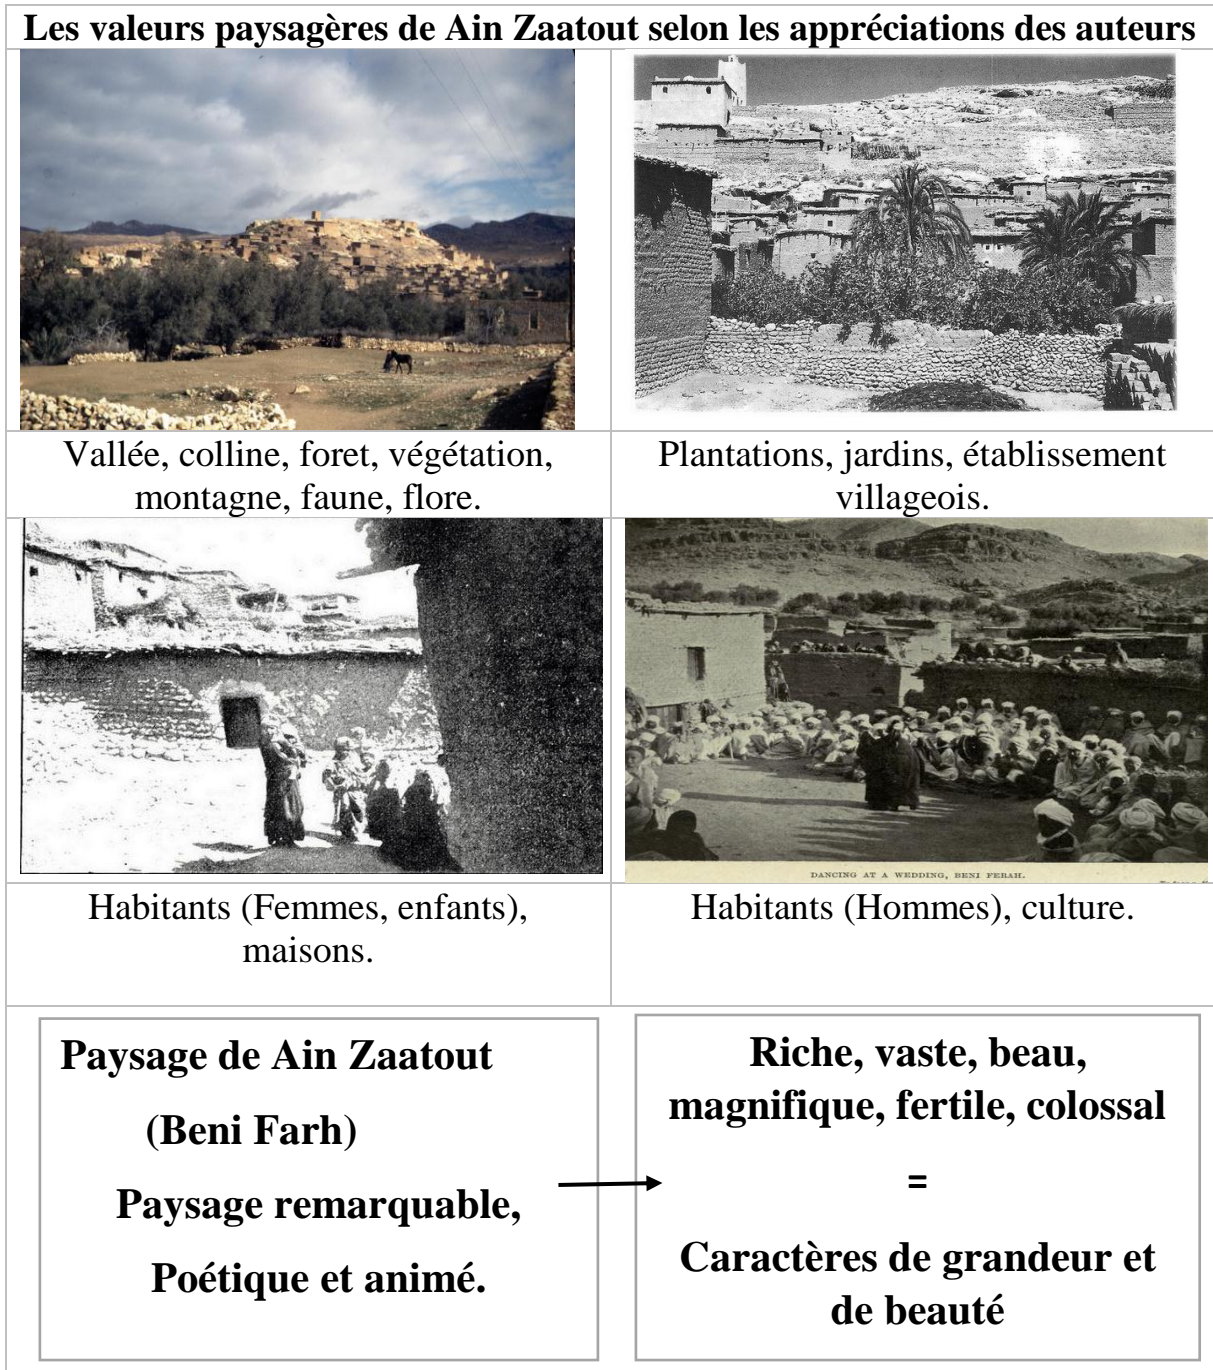 Les valeurs paysagères de Ain Zaatout selon les appréciations des auteurs
Vallée, colline, foret, végétation,
montagne, faune, flore.
Plantations, jardins, établissement
villageois.
DANCING AT A WEDDING, BENI FERAH.
Habitants (Femmes, enfants),
maisons.
Habitants (Hommes), culture.
Paysage de Ain Zaatout
(Beni Farh)
Paysage remarquable,
Poétique et animé.
Riche, vaste, beau,
magnifique, fertile, colossal
=
Caractères de grandeur et
de beauté